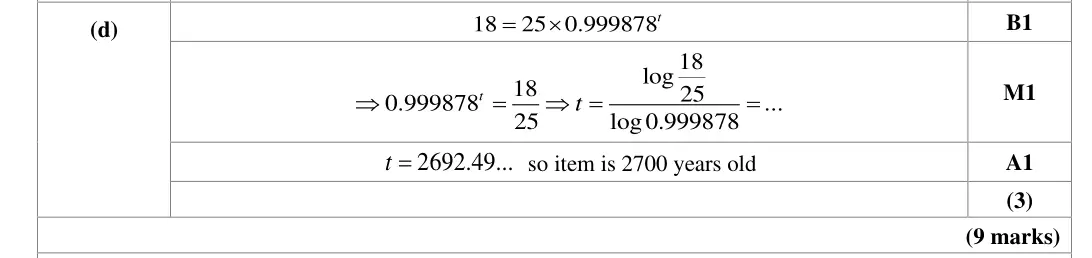 (d) 18 = 25 × 0.999878^t B1
⇒ 0.999878^t = 18/25 ⇒ t = (log 18/25)/(log 0.999878) = ... M1
t = 2692.49... so item is 2700 years old A1
(3)
(9 marks)